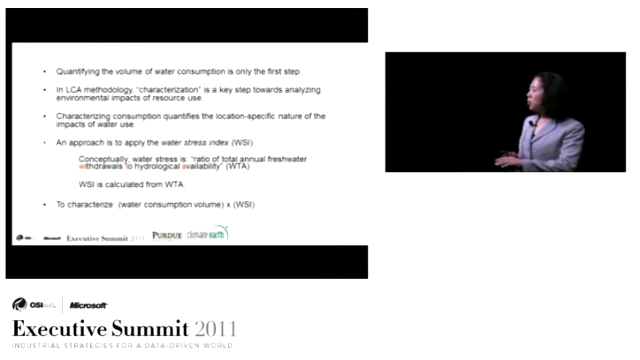 • Quantifying the volume of water consumption is only the first step
• In LCA methodology, "characterization" is a key step towards analyzing
environmental impacts of resource use
• Characterizing consumption quantifies the location-specific nature of the
impacts of water use
• An approach is to apply the water stress index (WSI)
Conceptually, water stress is "ratio of total annual freshwater
withdrawals to hydrological availability" (WTA)
WSI is calculated from WTA.
• To characterize: (water consumption volume) x (WSI)
Executive Summit 2011
PURDUE
climate earth
OSIsoft.
Microsoft
Executive Summit 2011
INDUSTRIAL STRATEGIES FOR A DATA-DRIVEN WORLD